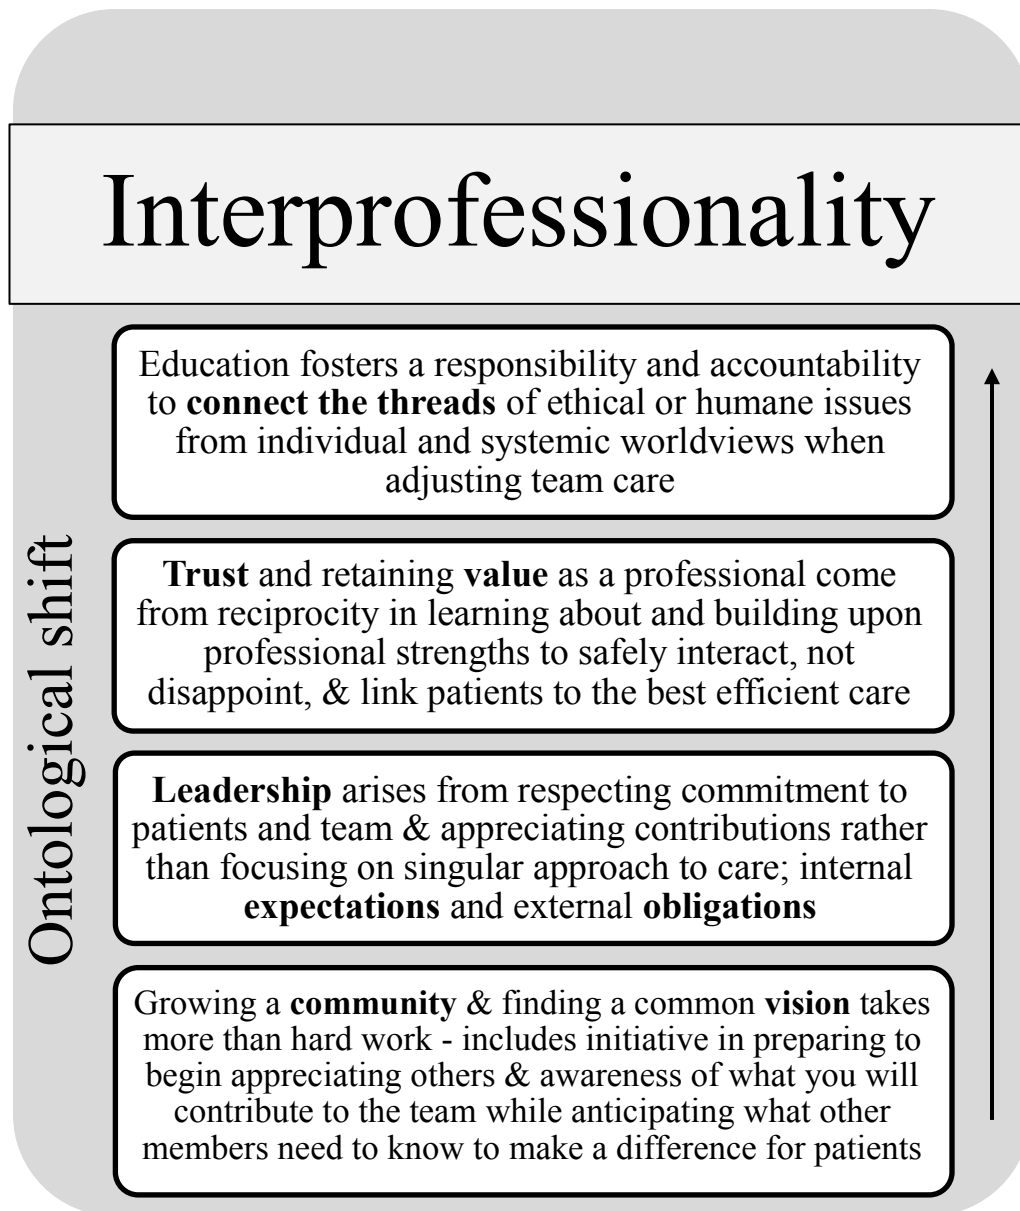 Interprofessionality
Education fosters a responsibility and accountability
to connect the threads of ethical or humane issues
from individual and systemic worldviews when
adjusting team care
Trust and retaining value as a professional come
from reciprocity in learning about and building upon
professional strengths to safely interact, not
disappoint, & link patients to the best efficient care
Leadership arises from respecting commitment to
patients and team & appreciating contributions rather
than focusing on singular approach to care; internal
expectations and external obligations
Growing a community & finding a common vision takes
more than hard work - includes initiative in preparing to
begin appreciating others & awareness of what you will
contribute to the team while anticipating what other
members need to know to make a difference for patients
Ontological shift